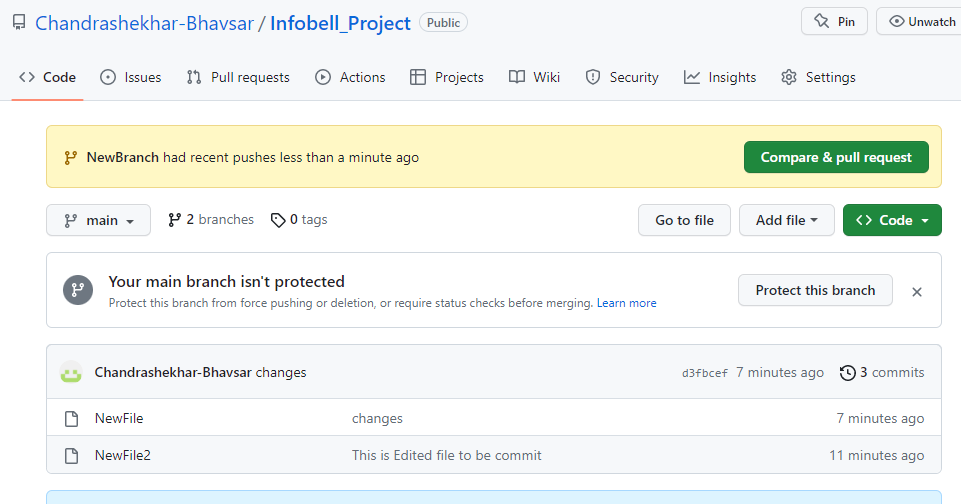 Chandrashekhar-Bhavsar / Infobell_Project Public Pin Unwatch
<> Code Issues Pull requests Actions Projects Wiki Security Insights Settings
NewBranch had recent pushes less than a minute ago Compare & pull request
main 2 branches 0 tags Go to file Add file <> Code
Your main branch isn't protected
Protect this branch from force pushing or deletion, or require status checks before merging. Learn more Protect this branch
Chandrashekhar-Bhavsar changes d3fbcef 7 minutes ago 3 commits
NewFile changes 7 minutes ago
NewFile2 This is Edited file to be commit 11 minutes ago